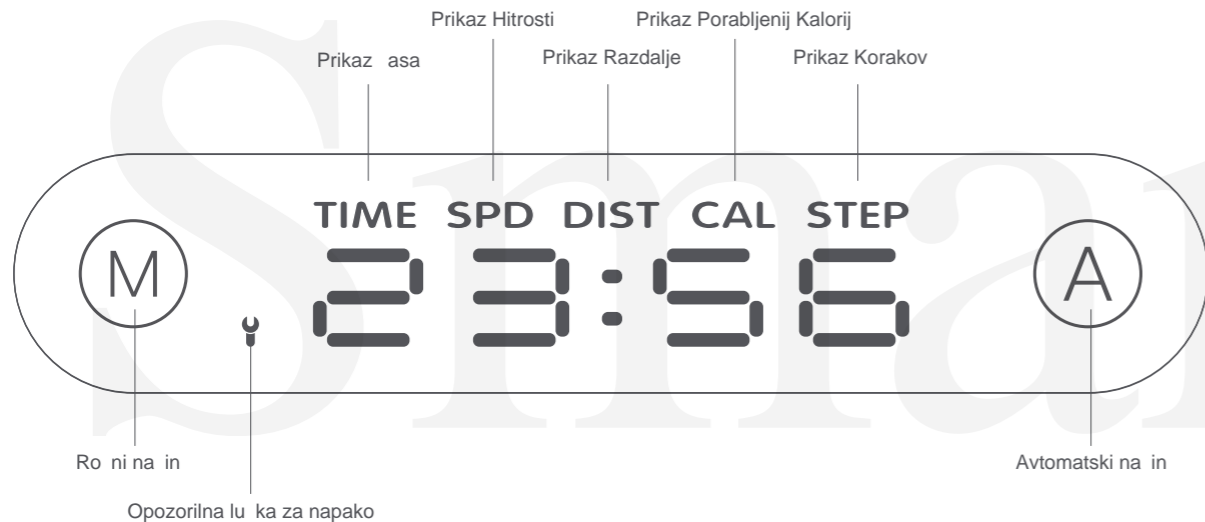 Prikaz Hitrosti
Prikaz Porabljenij Kalorij
Prikaz asa
Prikaz Razdalje
Prikaz Korakov
TIME SPD DIST CAL STEP
M
23:56
A
Ro ni na in
Avtomatski na in
Opozorilna lu ka za napako
Smar